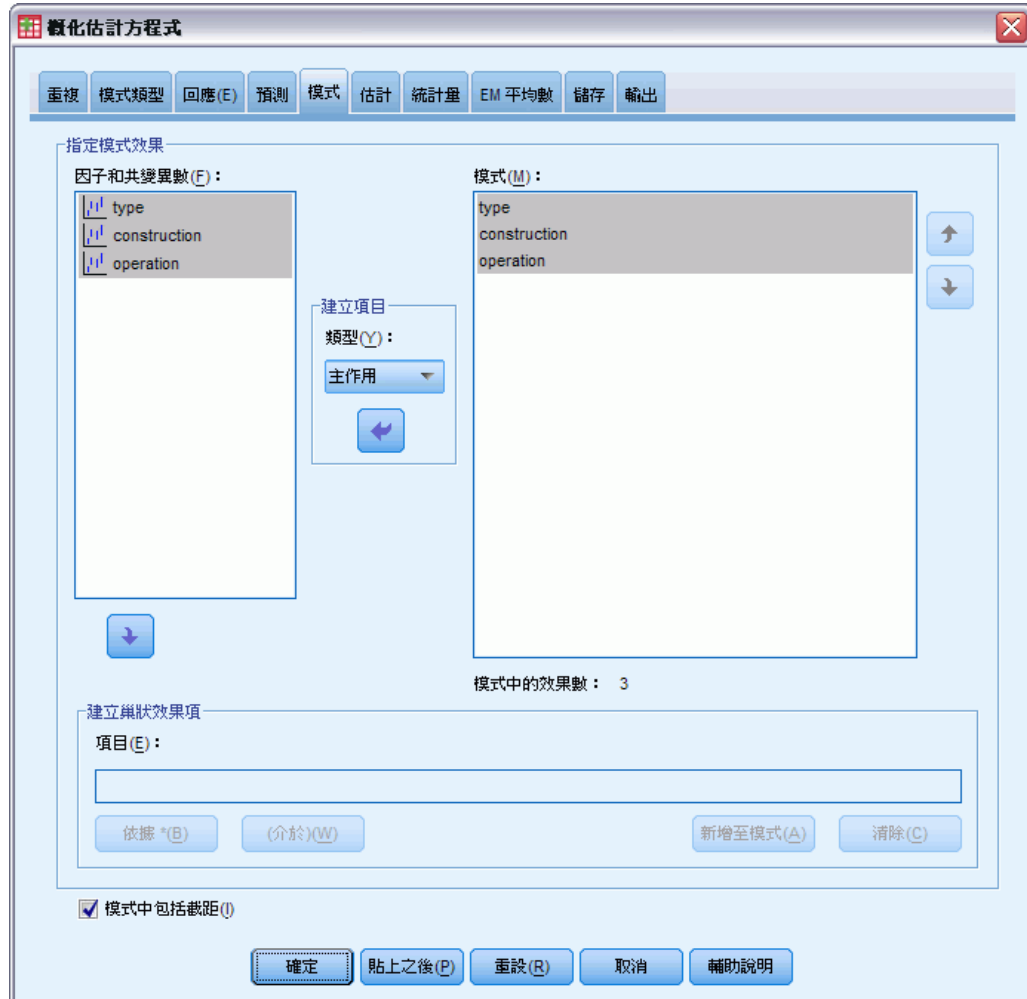 概化估計方程式
重複 模式類型 回應(E) 預測 模式 估計 統計量 EM 平均數 儲存 輸出
指定模式效果
因子和共變異數(F)：
type
construction
operation
建立項目
類型(Y)：
主作用
模式(M)：
type
construction
operation
模式中的效果數： 3
建立巢狀效果項
項目(E)：
依據 *(B) (介於)(W) 新增至模式(A) 清除(C)
模式中包括截距(I)
確定 貼上之後(P) 重設(R) 取消 輔助說明